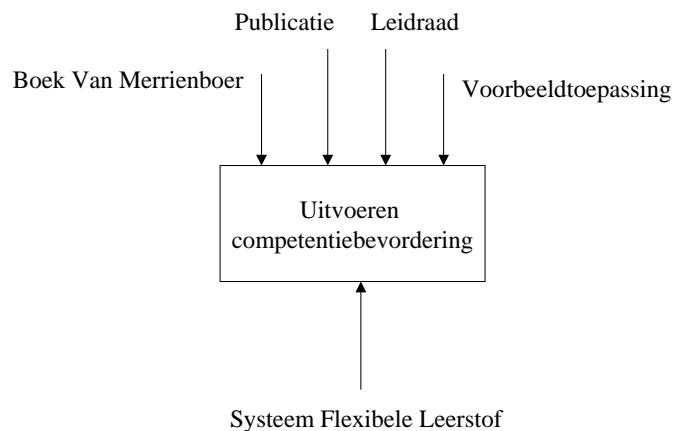 Publicatie
Leidraad
Boek Van Merrienboer
Voorbeeldtoepassing
Uitvoeren
competentiebevordering
Systeem Flexibele Leerstof